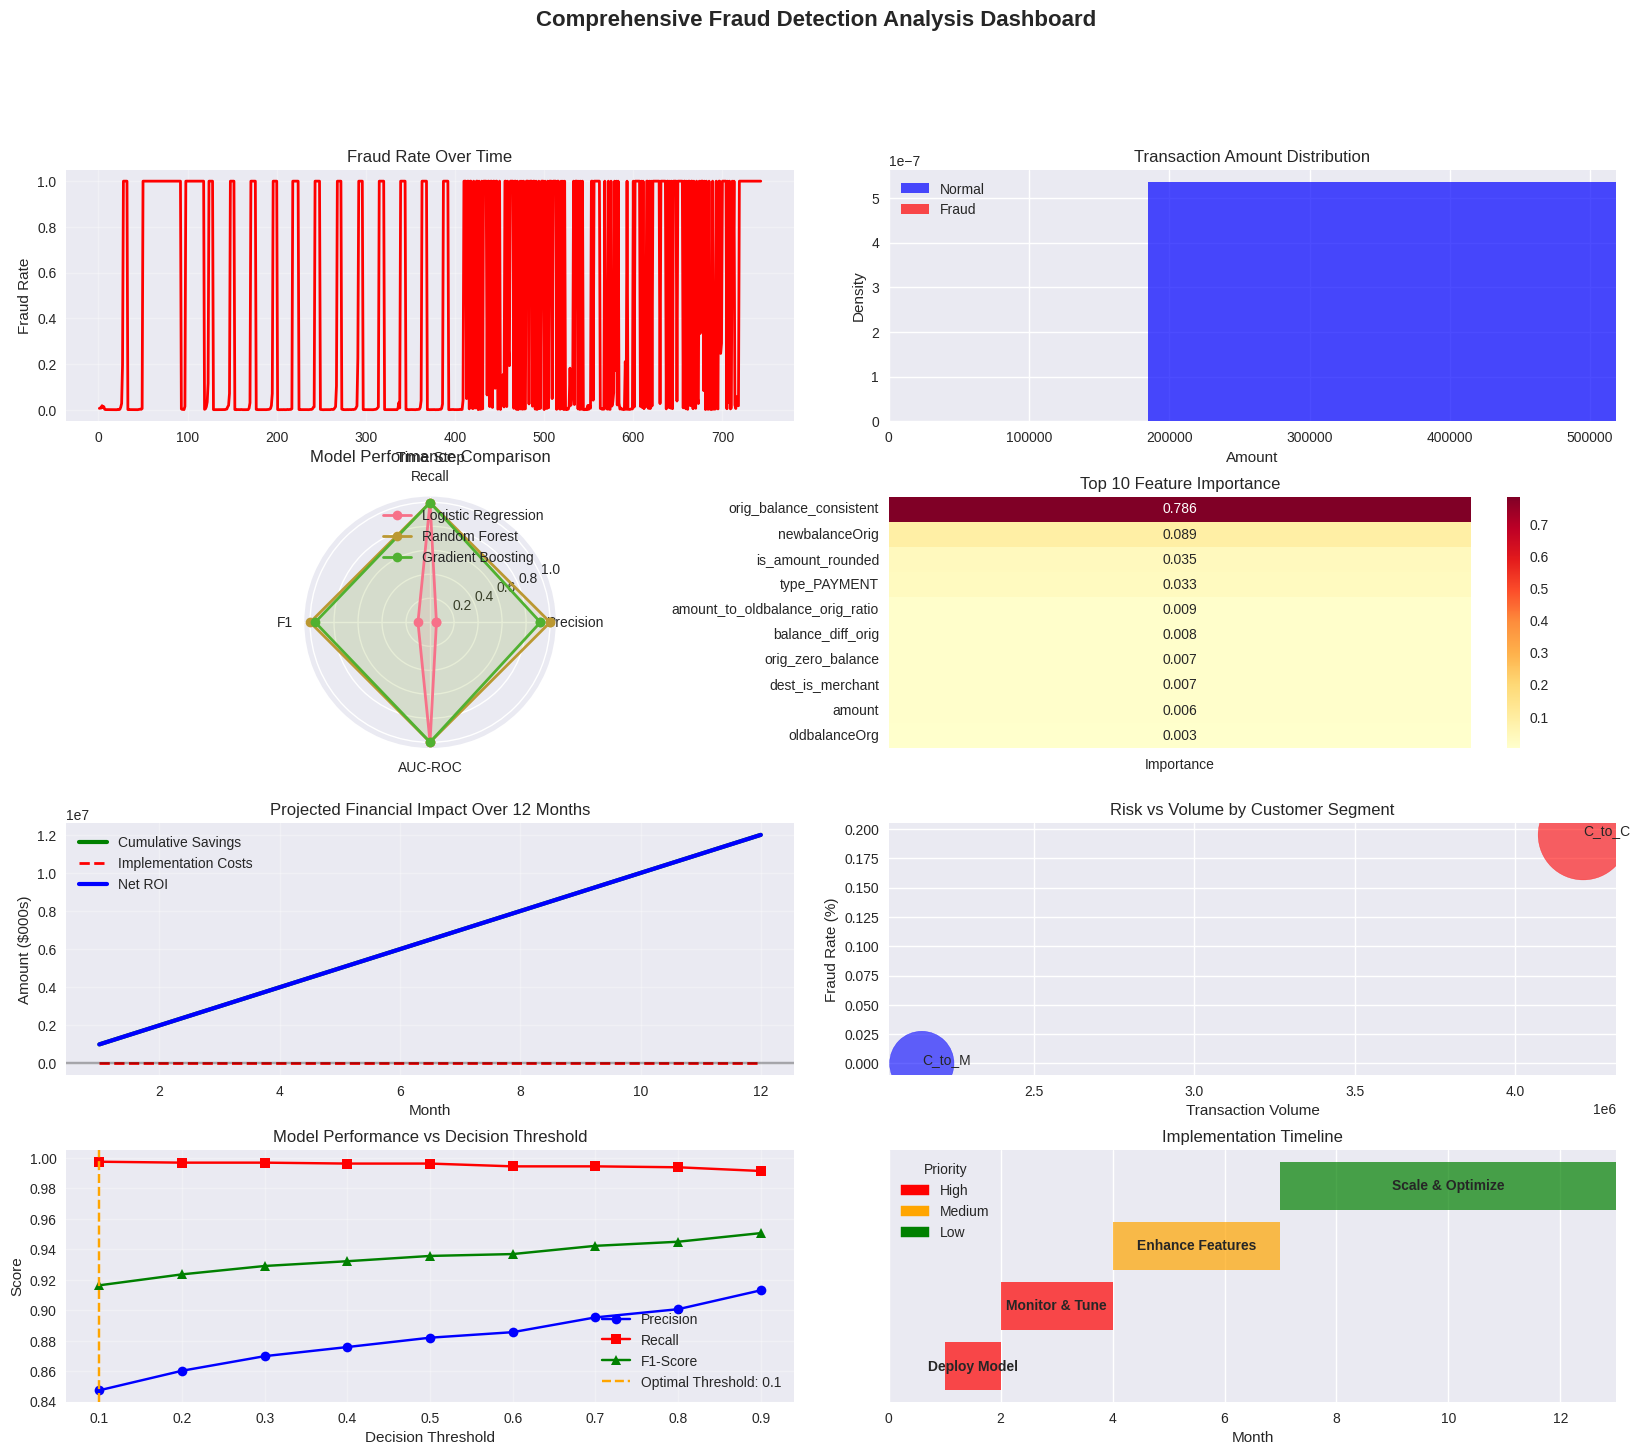 Comprehensive Fraud Detection Analysis Dashboard
Fraud Rate Over Time
Fraud Rate
1.0
0.8
0.6
0.4
0.2
0.0
0 100 200 300 400 500 600 700
Time Step
Transaction Amount Distribution
1e−7
Density
5
4
3
2
1
0
Normal
Fraud
0 100000 200000 300000 400000 500000
Amount
Model Performance Comparison
Recall
Logistic Regression
Random Forest
Gradient Boosting
F1
Precision
AUC-ROC
0.2 0.4 0.6 0.8 1.0
Top 10 Feature Importance
orig_balance_consistent 0.786
newbalanceOrig 0.089
is_amount_rounded 0.035
type_PAYMENT 0.033
amount_to_oldbalance_orig_ratio 0.009
balance_diff_orig 0.008
orig_zero_balance 0.007
dest_is_merchant 0.007
amount 0.006
oldbalanceOrg 0.003
Importance
0.7
0.6
0.5
0.4
0.3
0.2
0.1
Projected Financial Impact Over 12 Months
1e7
Amount ($000s)
1.2
1.0
0.8
0.6
0.4
0.2
0.0
Cumulative Savings
Implementation Costs
Net ROI
2 4 6 8 10 12
Month
Risk vs Volume by Customer Segment
Fraud Rate (%)
0.200
0.175
0.150
0.125
0.100
0.075
0.050
0.025
0.000
C_to_C
C_to_M
2.5 3.0 3.5 4.0
1e6
Transaction Volume
Model Performance vs Decision Threshold
Score
1.00
0.98
0.96
0.94
0.92
0.90
0.88
0.86
0.84
Precision
Recall
F1-Score
Optimal Threshold: 0.1
0.1 0.2 0.3 0.4 0.5 0.6 0.7 0.8 0.9
Decision Threshold
Implementation Timeline
Priority
High
Medium
Low
Scale & Optimize
Enhance Features
Monitor & Tune
Deploy Model
0 2 4 6 8 10 12
Month